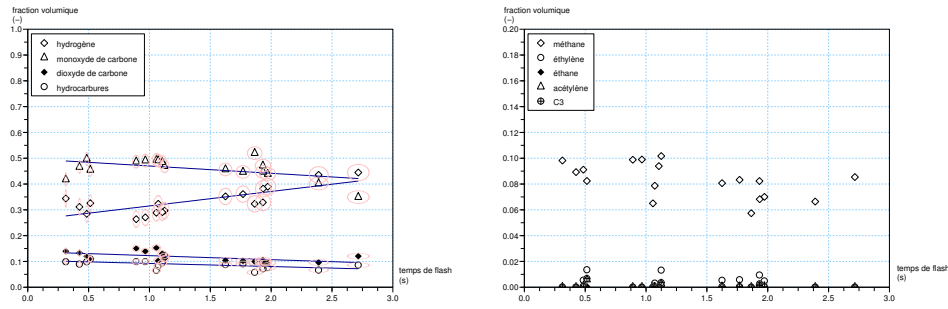 fraction volumique
(–)
1.0
0.9
0.8
0.7
0.6
0.5
0.4
0.3
0.2
0.1
0.0
hydrogène
monoxyde de carbone
dioxyde de carbone
hydrocarbures
0.0
0.5
1.0
1.5
2.0
2.5
3.0
temps de flash
(s)
fraction volumique
(–)
0.20
0.18
0.16
0.14
0.12
0.10
0.08
0.06
0.04
0.02
0.00
méthane
éthylène
éthane
acétylène
C3
0.0
0.5
1.0
1.5
2.0
2.5
3.0
temps de flash
(s)